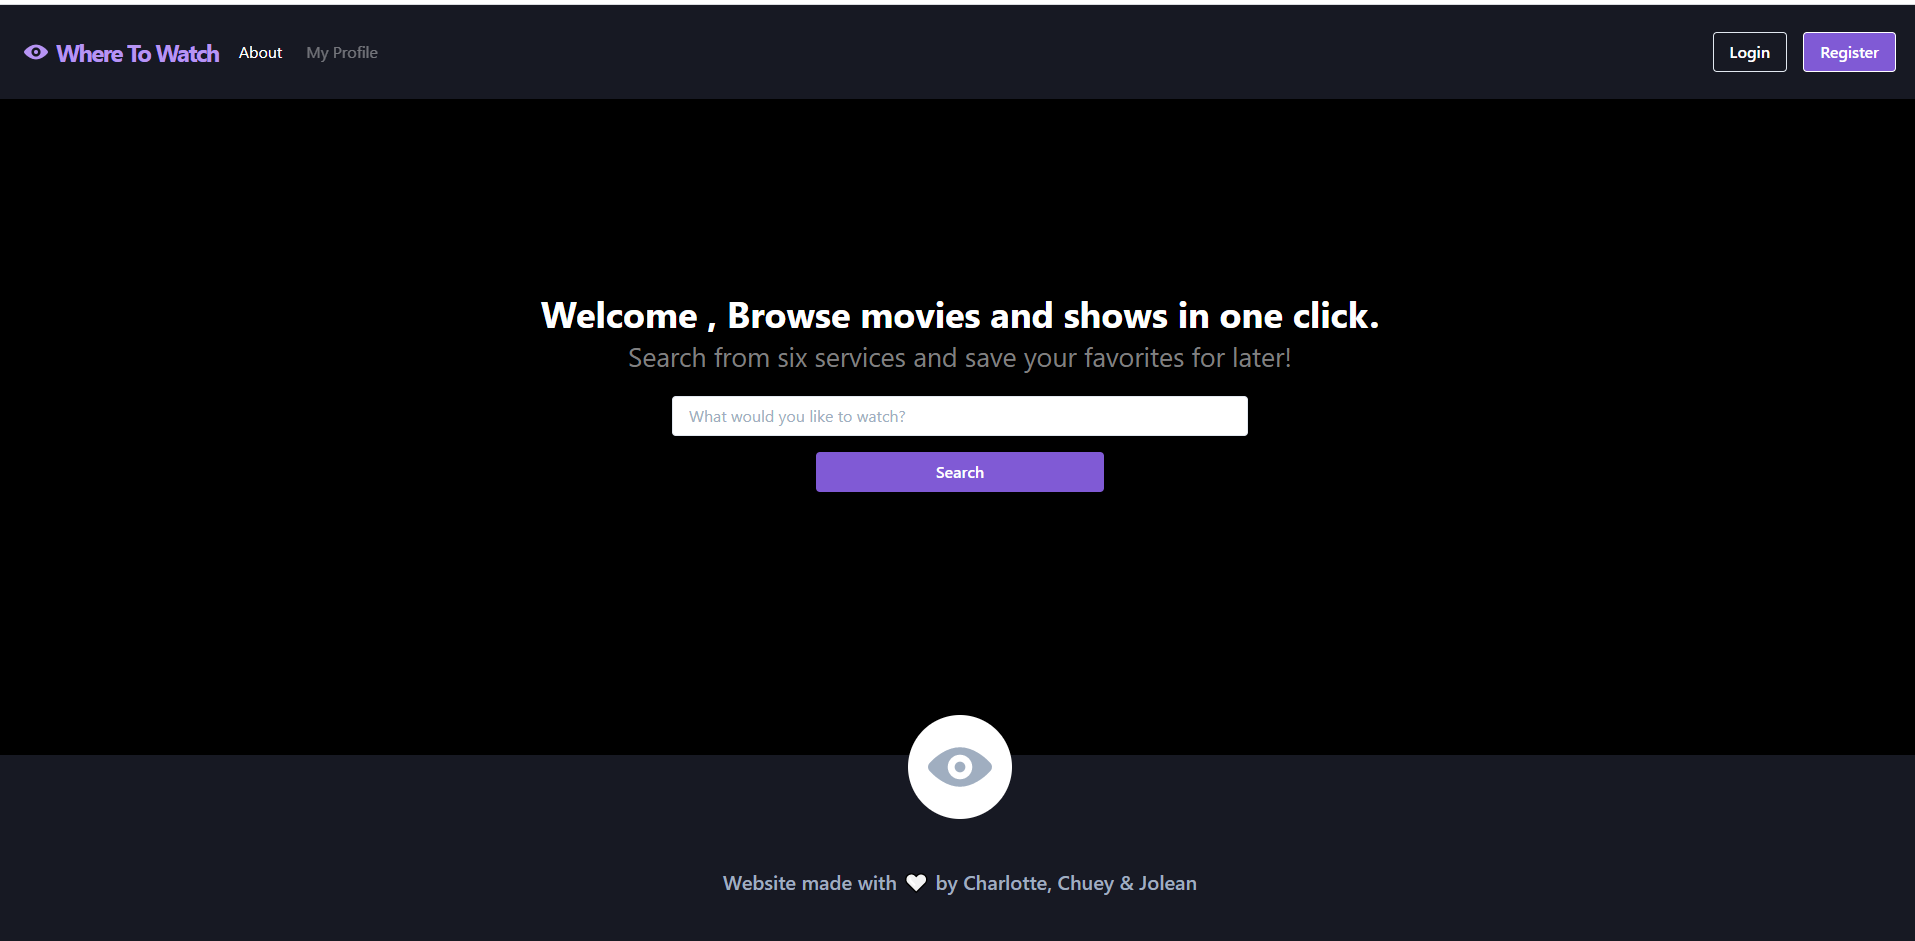 Where To Watch About My Profile Login Register
Welcome , Browse movies and shows in one click.
Search from six services and save your favorites for later!
What would you like to watch?
Search
Website made with 🤍 by Charlotte, Chuey & Jolean